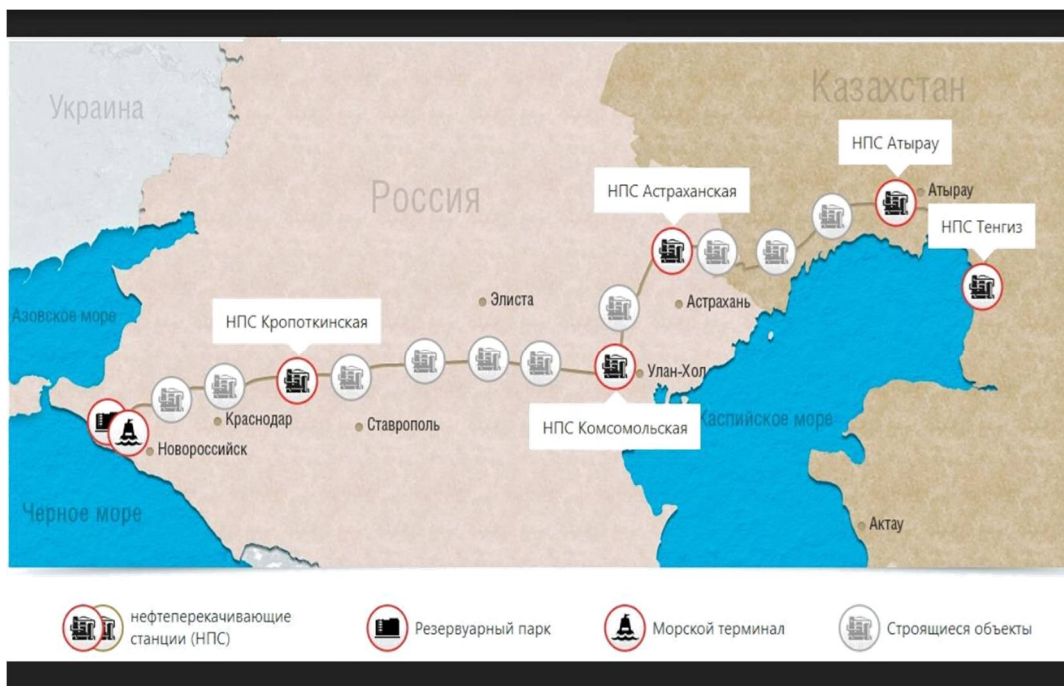 Украина
Казахстан
НПС Атырау
Россия
НПС Астраханская
Атырау
НПС Тенгиз
Элиста
Астрахань
Азовское море
НПС Кропоткинская
Улан-Хол
Краснодар
Ставрополь
НПС Комсомольская
Каспийское море
Новороссийск
Чёрное море
Актау
нефтеперекачивающие
станции (НПС)
Резервуарный парк
Морской терминал
Строящиеся объекты